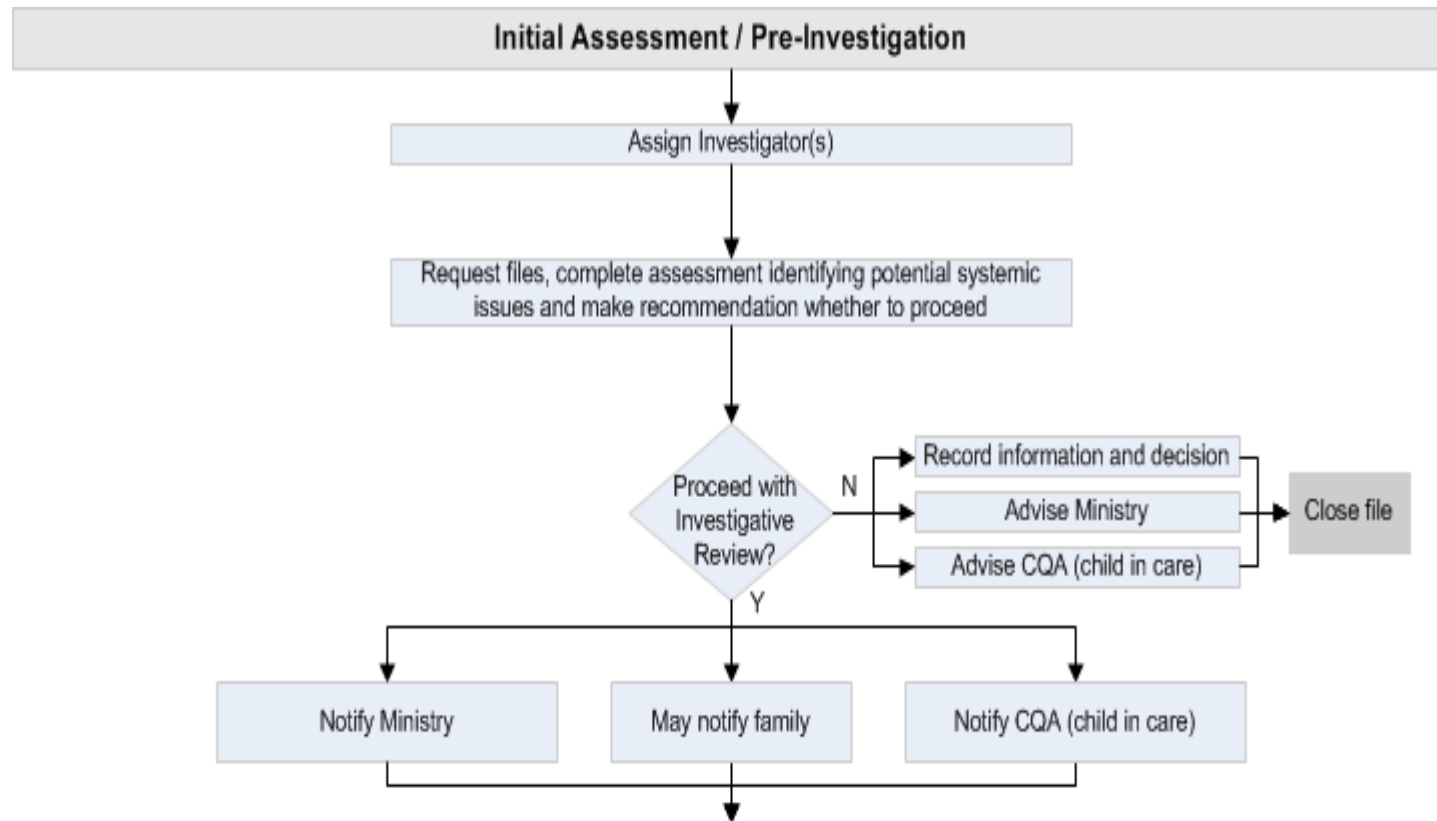 Initial Assessment / Pre-Investigation
Assign Investigator(s)
Request files, complete assessment identifying potential systemic
issues and make recommendation whether to proceed
Proceed with
Investigative
Review?
N
Record information and decision
Advise Ministry
Advise CQA (child in care)
Close file
Y
Notify Ministry
May notify family
Notify CQA (child in care)